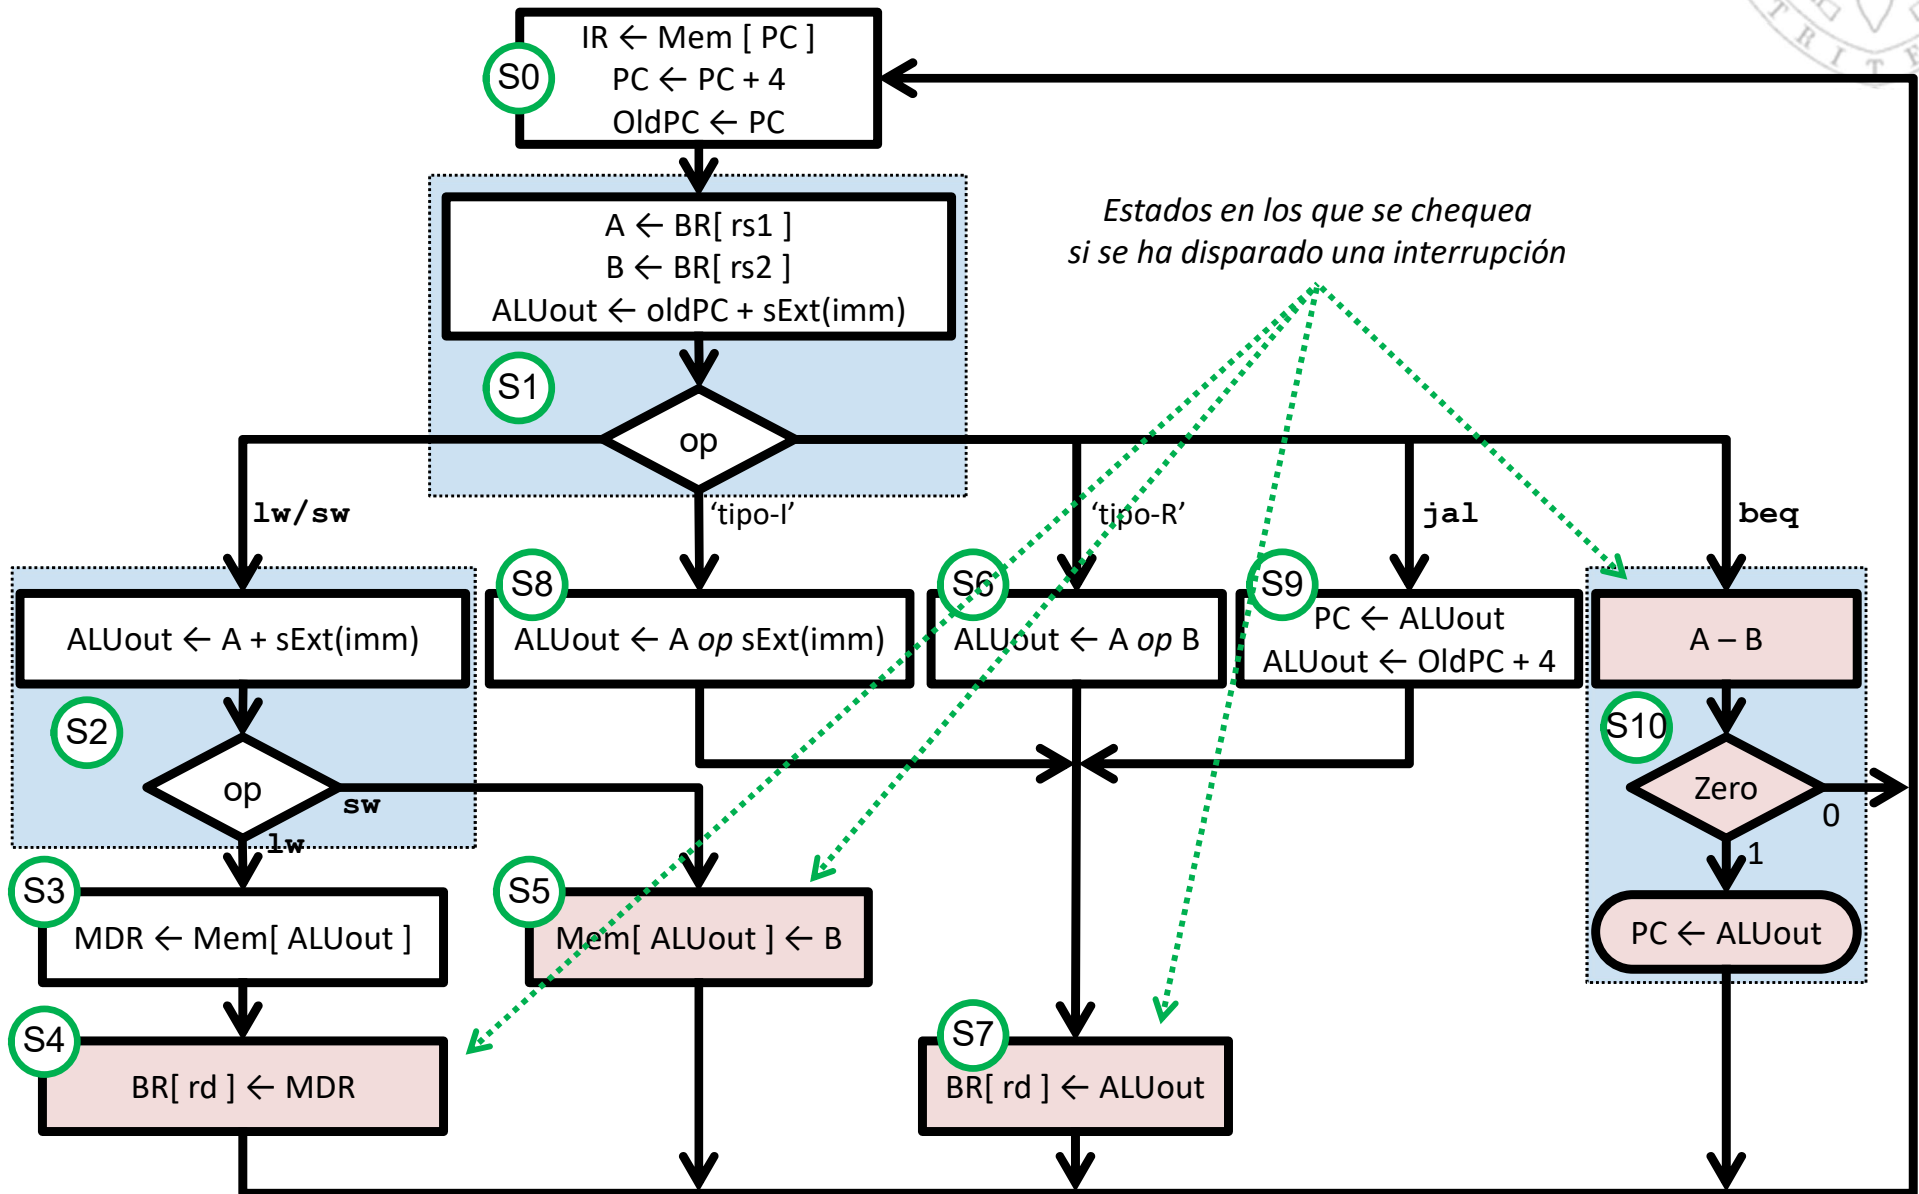 IR ← Mem [ PC ]
S0
PC ← PC + 4
OldPC ← PC
A ← BR[ rs1 ]
B ← BR[ rs2 ]
ALUout ← oldPC + sExt(imm)
Estados en los que se chequea
si se ha disparado una interrupción
S1
op
lw/sw
'tipo-I'
'tipo-R'
jal
beq
S8
S6
S9
ALUout ← A + sExt(imm)
ALUout ← A op sExt(imm)
ALUout ← A op B
PC ← ALUout
ALUout ← OldPC + 4
A – B
S2
S10
op
sw
lw
Zero
0
1
S3
MDR ← Mem[ ALUout ]
S5
Mem[ ALUout ] ← B
PC ← ALUout
S4
BR[ rd ] ← MDR
S7
BR[ rd ] ← ALUout